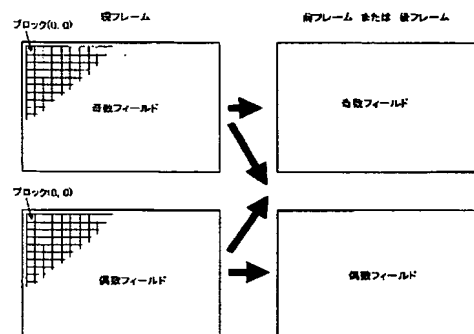 現フレーム
前フレーム または 後フレーム
ブロック(0, 0)
奇数フィールド
奇数フィールド
ブロック(0, 0)
偶数フィールド
偶数フィールド